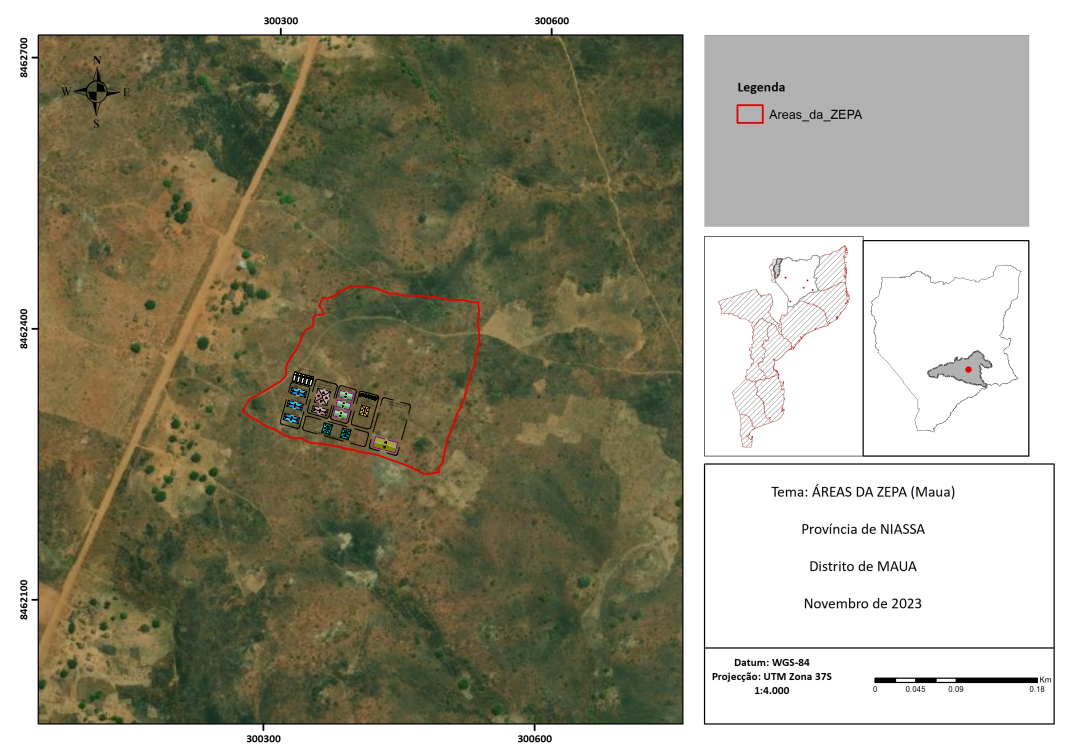 300300
300600
8462700
8462400
8462100
N
W
E
S
300300
300600
Legenda
Areas_da_ZEPA
Tema: ÁREAS DA ZEPA (Maua)
Província de NIASSA
Distrito de MAUA
Novembro de 2023
Datum: WGS-84
Projecção: UTM Zona 37S
1:4.000
Km
0 0.045 0.09 0.18